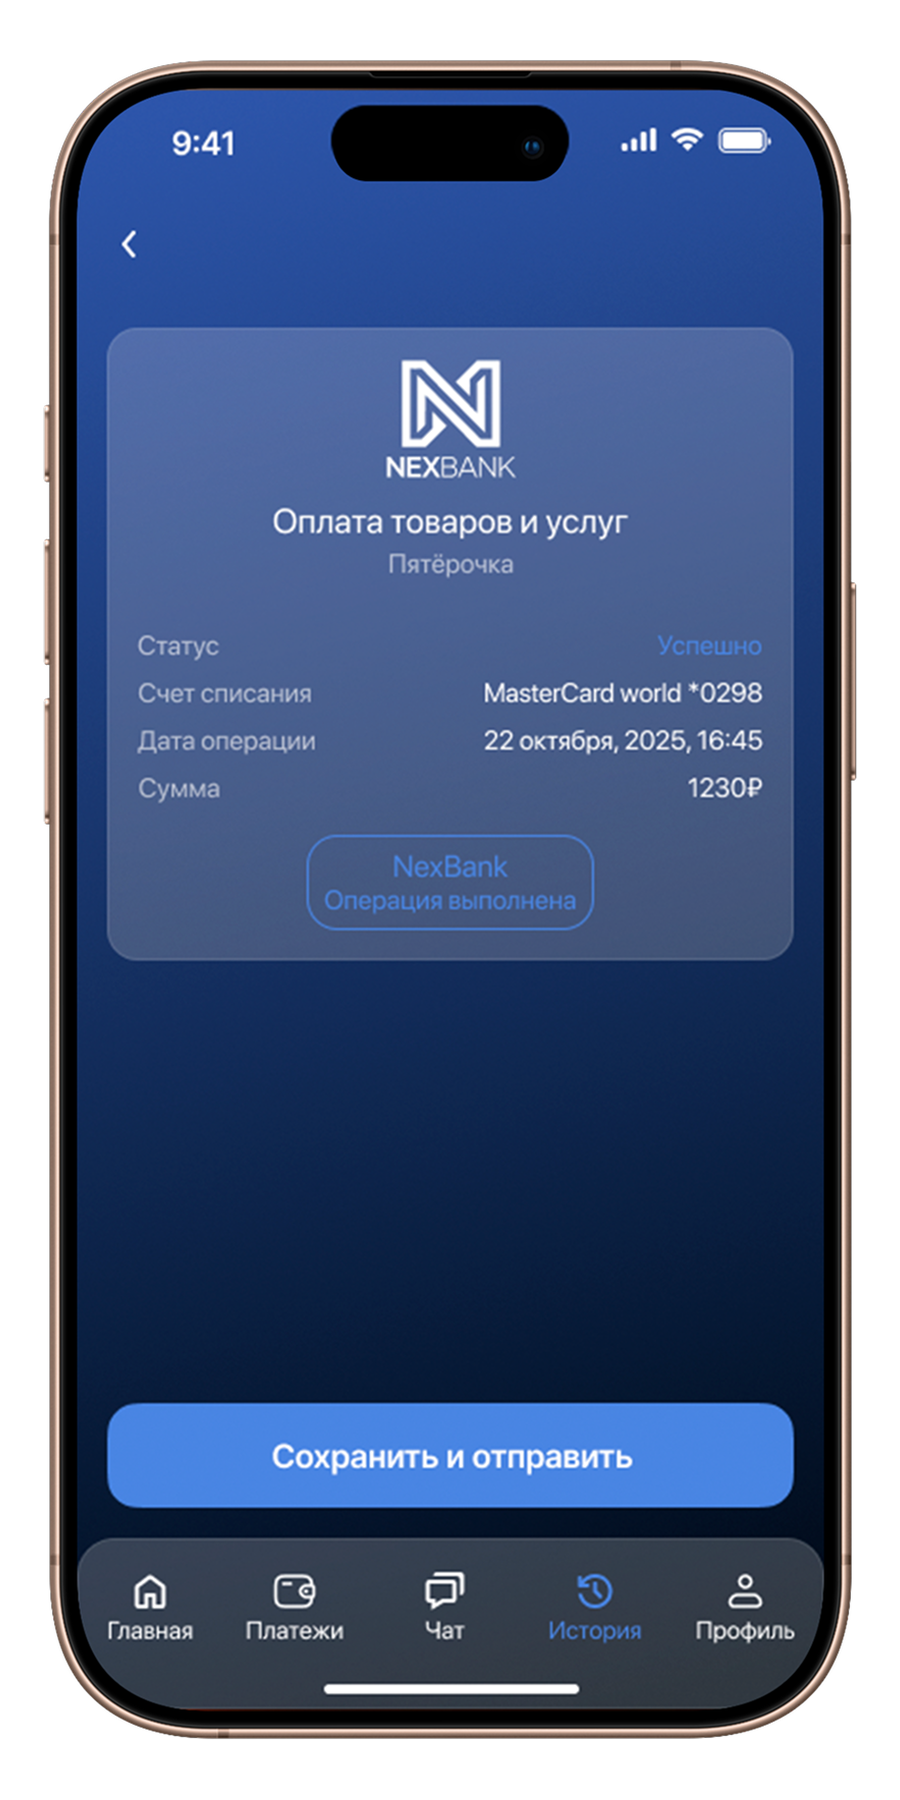 9:41
NEXBANK
Оплата товаров и услуг
Пятёрочка
Статус Успешно
Счет списания MasterCard world *0298
Дата операции 22 октября, 2025, 16:45
Сумма 1230₽
NexBank
Операция выполнена
Сохранить и отправить
Главная Платежи Чат История Профиль